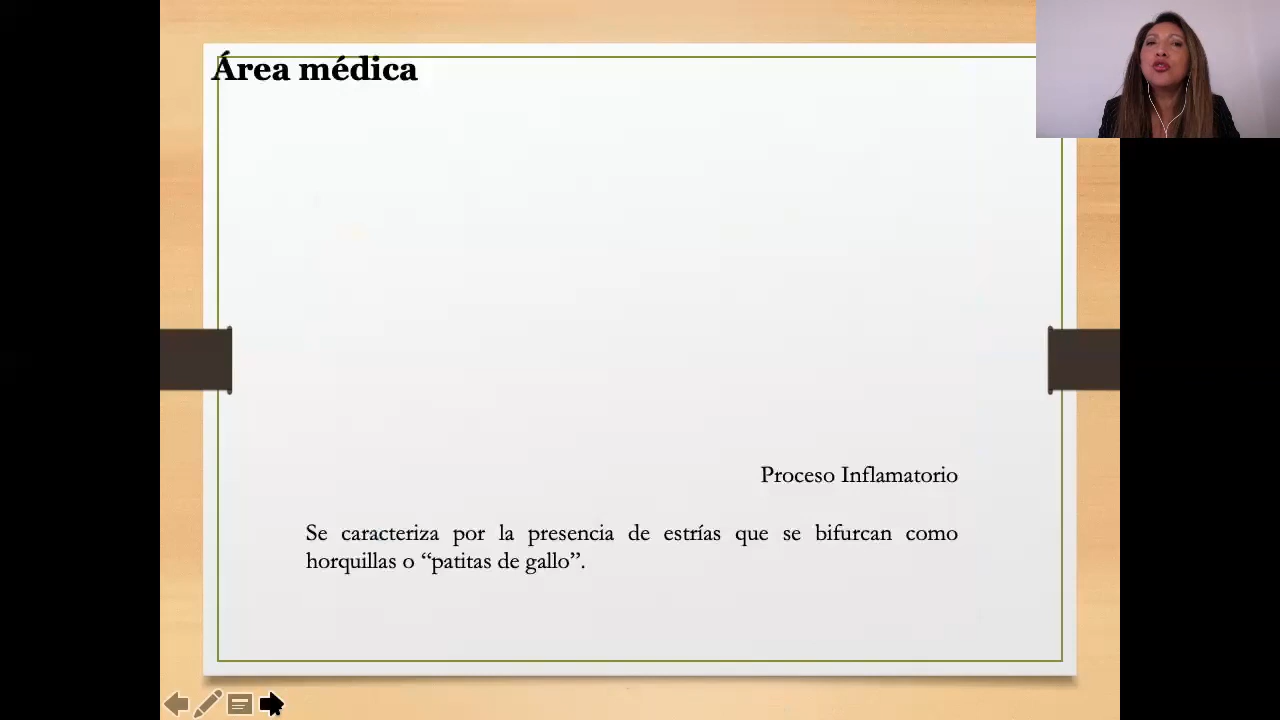 Área médica
Proceso Inflamatorio
Se caracteriza por la presencia de estrías que se bifurcan como
horquillas o “patitas de gallo”.